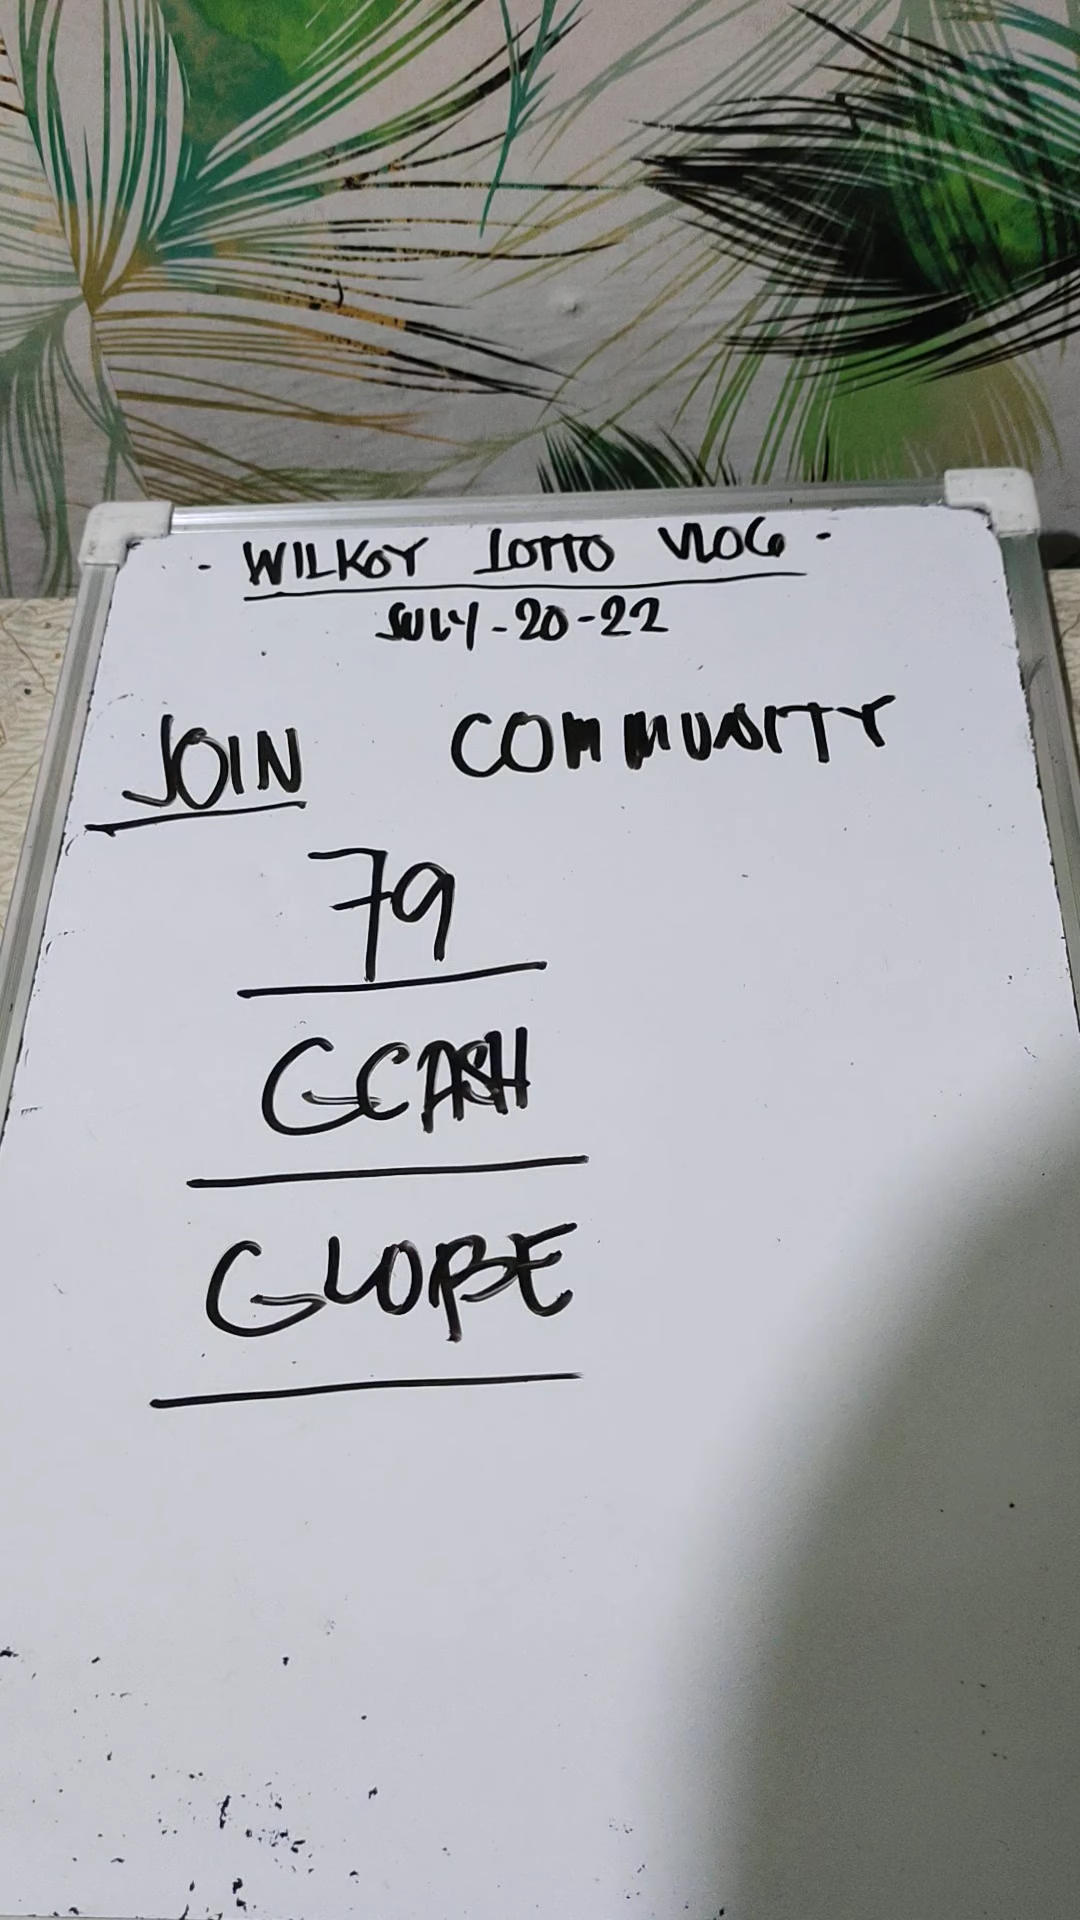 - WILKOY LOTTO VLOG -
JULY-20-22
JOIN COMMUNITY
79
GCASH
GLOBE